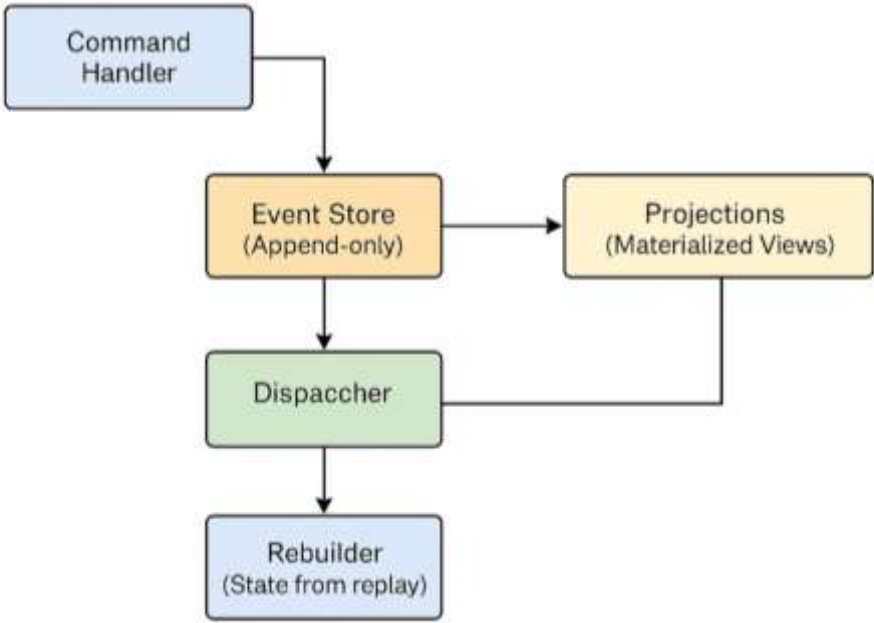 Command
Handler
Event Store
(Append-only)
Projections
(Materialized Views)
Dispaccher
Rebuilder
(State from replay)